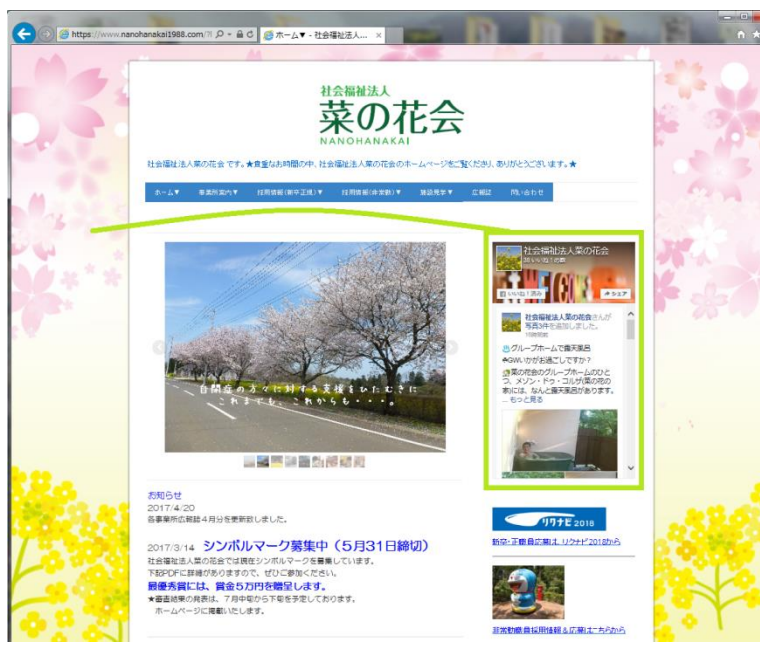 https://www.nanohanakai1988.com/
ホーム▼ - 社会福祉法人...
社会福祉法人
菜の花会
NANOHANAKAI
社会福祉法人菜の花会 です。★貴重なお時間の中、社会福祉法人菜の花会のホームページをご覧くださり、ありがとうございます。★
ホーム▼ 事業所案内▼ 採用情報(新卒正規)▼ 採用情報(非常勤)▼ 施設見学▼ 広報誌 問い合わせ
自閉症の方々に対する支援をひたむきに
これまでも、これからも・・・。
社会福祉法人菜の花会
いいね！済み
シェア
社会福祉法人菜の花会さんが
写真3件を追加しました。
グループホームで露天風呂
GWいかがお過ごしですか？
菜の花会のグループホームのひと
つ、メゾン・ドゥ・コルザ(菜の花の
家)には、なんと露天風呂があります。
... もっと見る
お知らせ
2017/4/20
各事業所広報誌４月分を更新致しました。
2017/3/14 シンボルマーク募集中（５月31日締切）
社会福祉法人菜の花会では現在シンボルマークを募集しています。
下記PDFに詳細がありますので、ぜひご参加ください。
最優秀賞には、賞金５万円を贈呈します。
★審査結果の発表は、７月中旬から下旬を予定しております。
ホームページに掲載いたします。
リクナビ2018
新卒・正職員応募は、リクナビ2018から
非常勤職員採用情報＆応募はこちらから